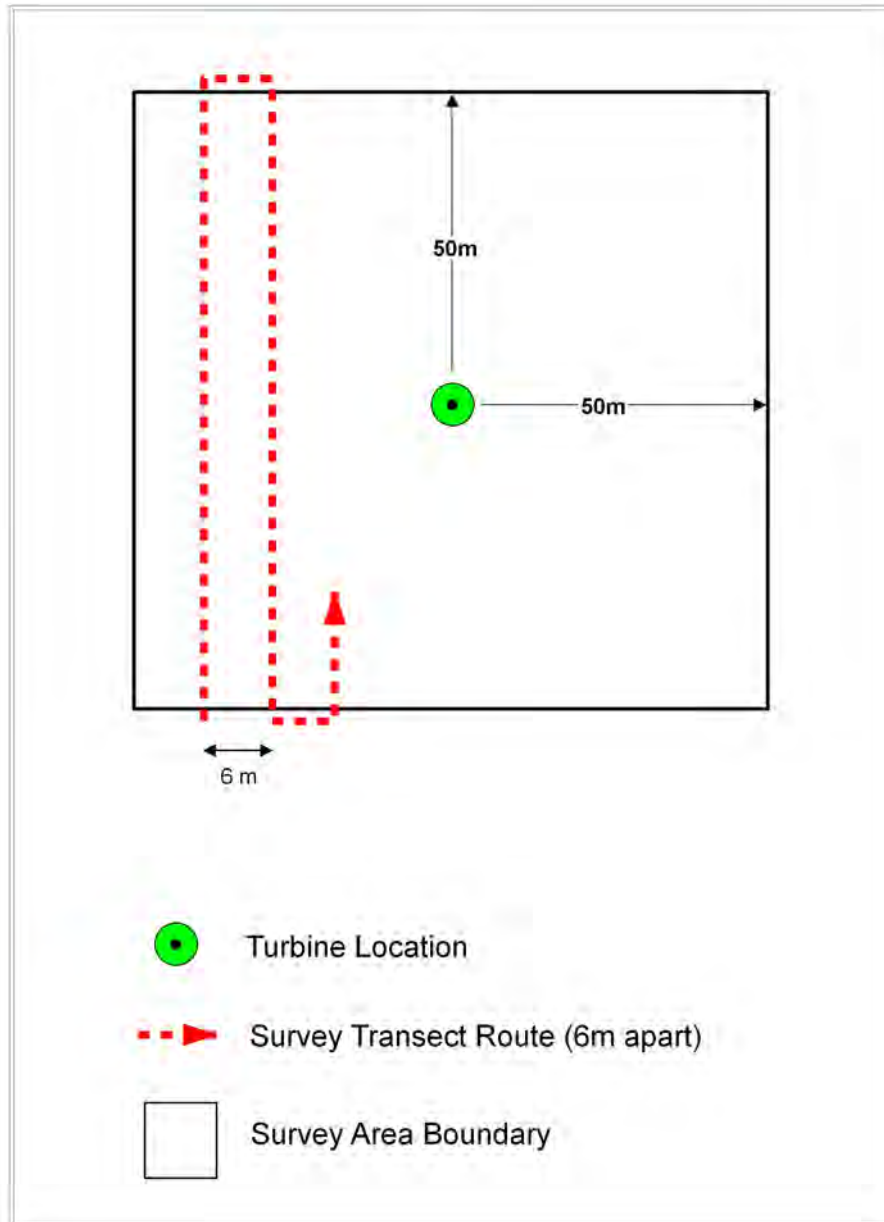 50m
50m
6 m
Turbine Location
Survey Transect Route (6m apart)
Survey Area Boundary